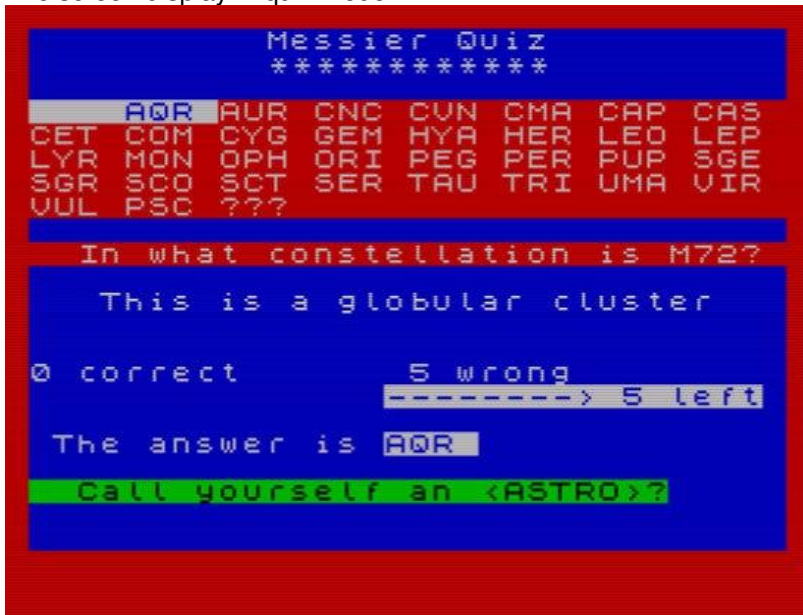 Messier Quiz
************
AQR AUR CNC CVN CMA CAP CAS
CET COM CYG GEM HYA HER LEO LEP
LYR MON OPH ORI PEG PER PUP SGE
SGR SCO SCT SER TAU TRI UMA VIR
VUL PSC ???
In what constellation is M72?
This is a globular cluster
0 correct 5 wrong
--------> 5 left
The answer is AQR
Call yourself an <ASTRO>?